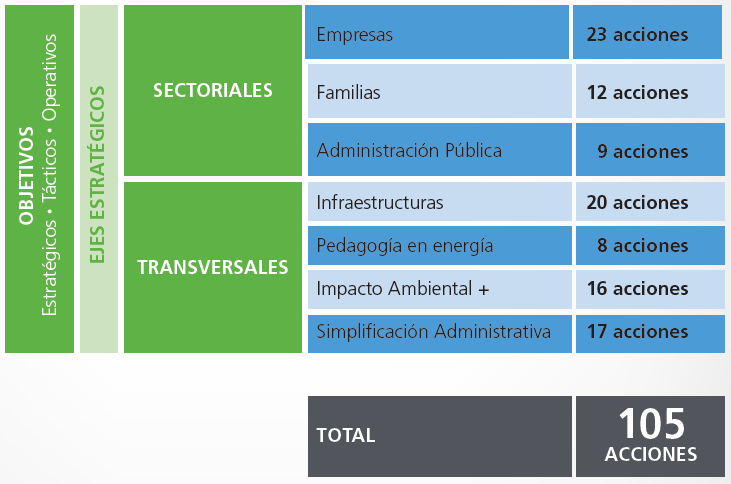 OBJETIVOS
Estratégicos • Tácticos • Operativos
EJES ESTRATÉGICOS
SECTORIALES
Empresas 23 acciones
Familias 12 acciones
Administración Pública 9 acciones
TRANSVERSALES
Infraestructuras 20 acciones
Pedagogía en energía 8 acciones
Impacto Ambiental + 16 acciones
Simplificación Administrativa 17 acciones
TOTAL
105
ACCIONES